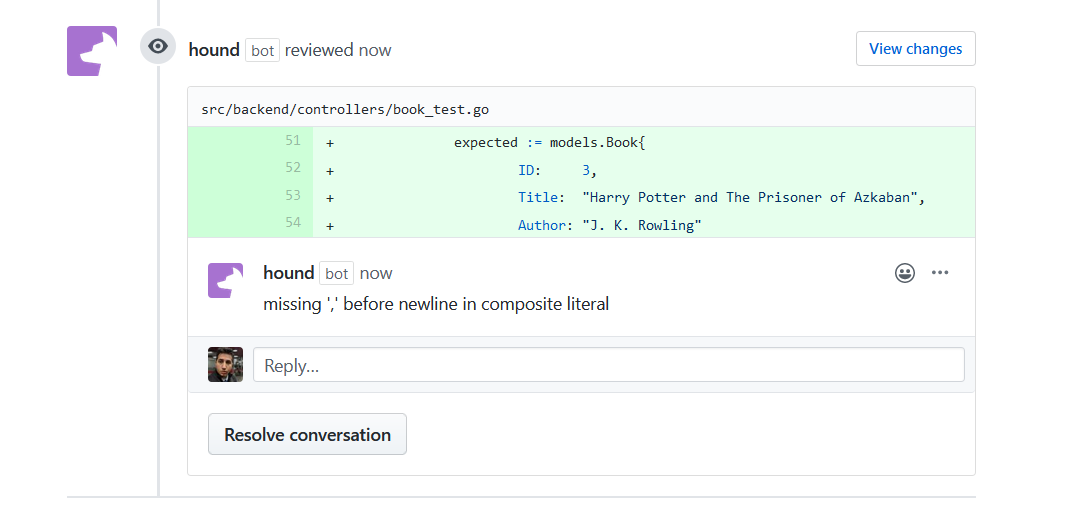 hound bot reviewed now
View changes
src/backend/controllers/book_test.go
51 + expected := models.Book{
52 + ID: 3,
53 + Title: "Harry Potter and The Prisoner of Azkaban",
54 + Author: "J. K. Rowling"
hound bot now
missing ',' before newline in composite literal
Reply...
Resolve conversation